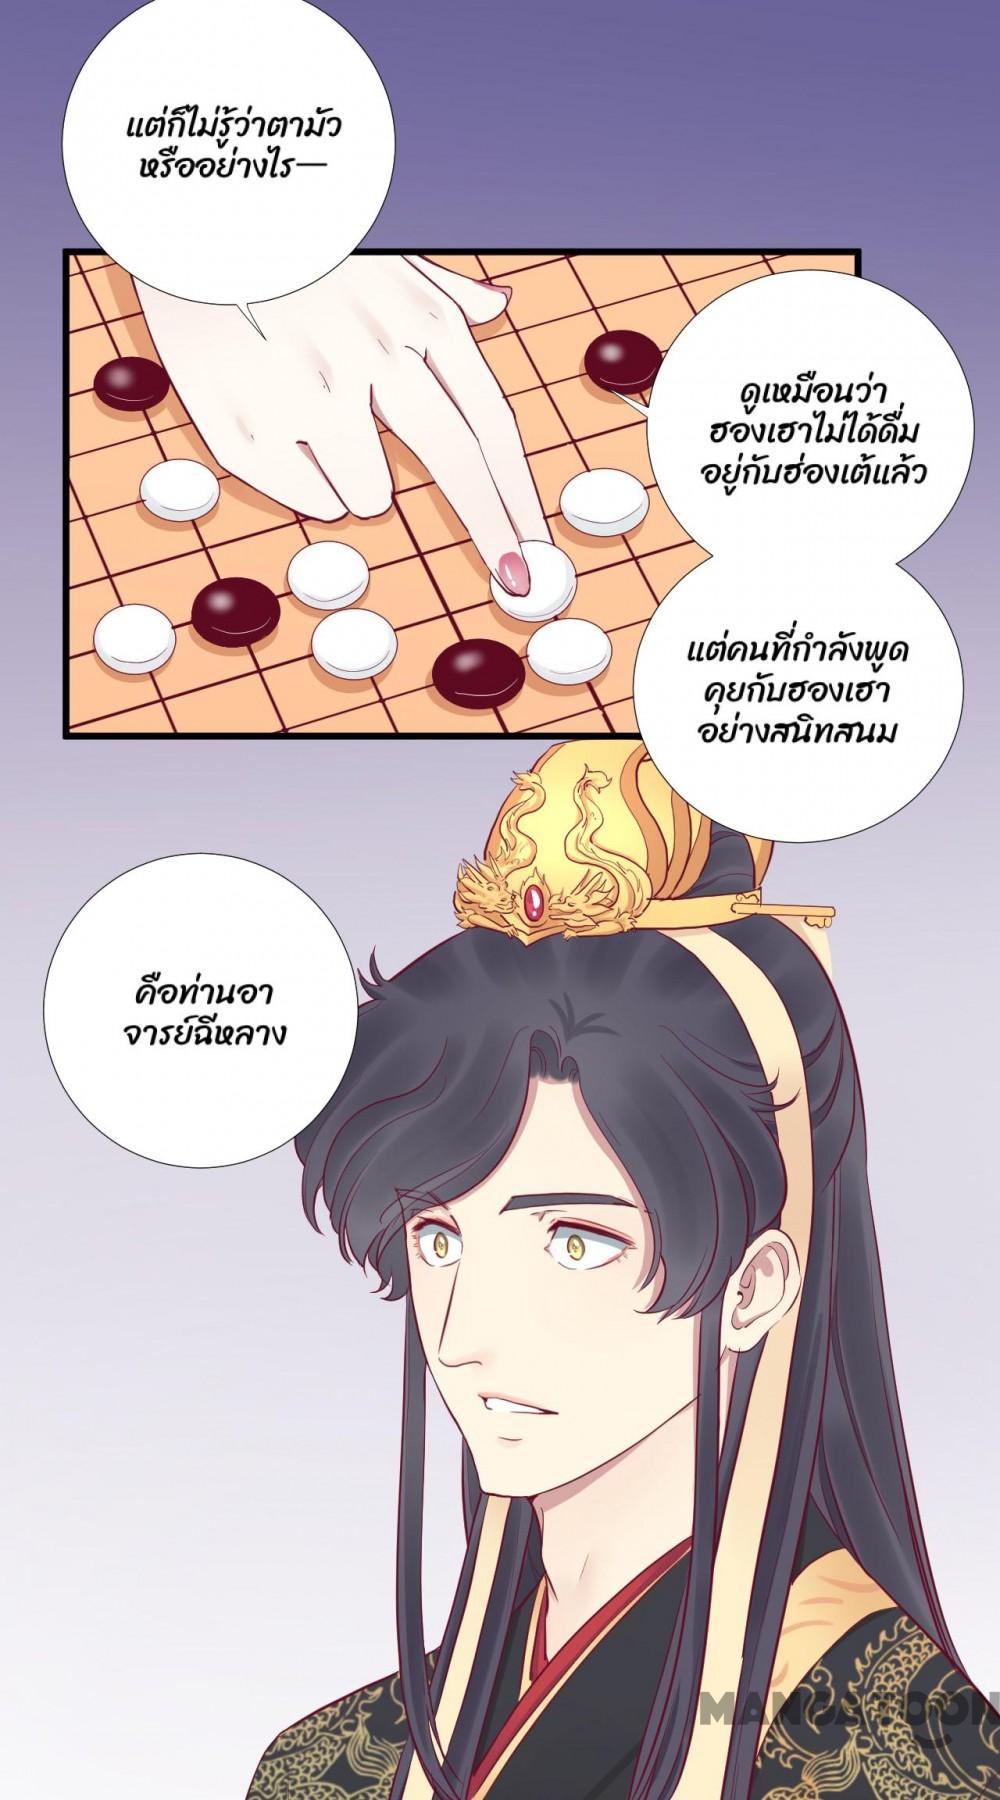 แต่ก็ไม่รู้ว่าตามัว
หรืออย่างไร—
ดูเหมือนว่า
ฮองเฮาไม่ได้ดื่ม
อยู่กับฮ่องเต้แล้ว
แต่คนที่กำลังพูด
คุยกับฮองเฮา
อย่างสนิทสนม
คือท่านอา
จารย์ฉีหลาง
MANGATOON